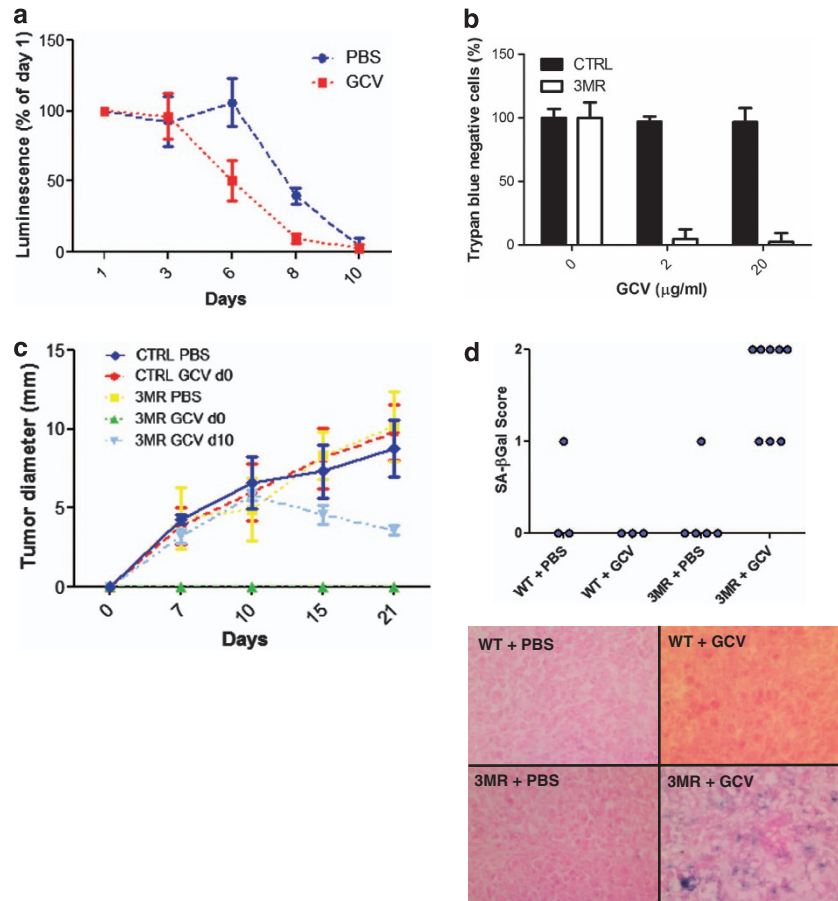 a
Luminescence (% of day 1)
150
100
50
0
1 3 6 8 10
Days
PBS
GCV
b
Trypan blue negative cells (%)
150
100
50
0
0 2 20
GCV (μg/ml)
CTRL
3MR
c
Tumor diameter (mm)
15
10
5
0
0 7 10 15 21
Days
CTRL PBS
CTRL GCV d0
3MR PBS
3MR GCV d0
3MR GCV d10
d
SA-βGal Score
2
1
0
WT + PBS
WT + GCV
3MR + PBS
3MR + GCV
WT + PBS
WT + GCV
3MR + PBS
3MR + GCV